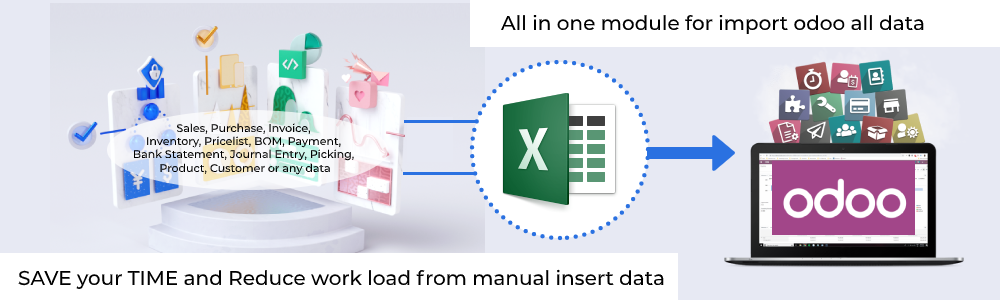 All in one module for import odoo all data
Sales, Purchase, Invoice,
Inventory, Pricelist, BOM, Payment,
Bank Statement, Journal Entry, Picking,
Product, Customer or any data
X
odoo
SAVE your TIME and Reduce work load from manual insert data